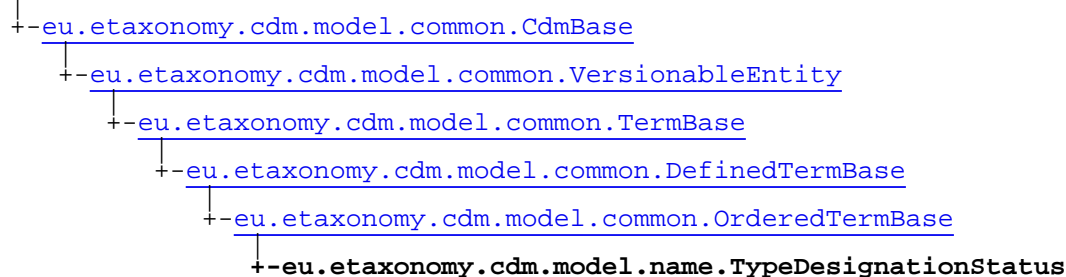 +-eu.etaxonomy.cdm.model.common.CdmBase
+-eu.etaxonomy.cdm.model.common.VersionableEntity
+-eu.etaxonomy.cdm.model.common.TermBase
+-eu.etaxonomy.cdm.model.common.DefinedTermBase
+-eu.etaxonomy.cdm.model.common.OrderedTermBase
+-eu.etaxonomy.cdm.model.name.TypeDesignationStatus